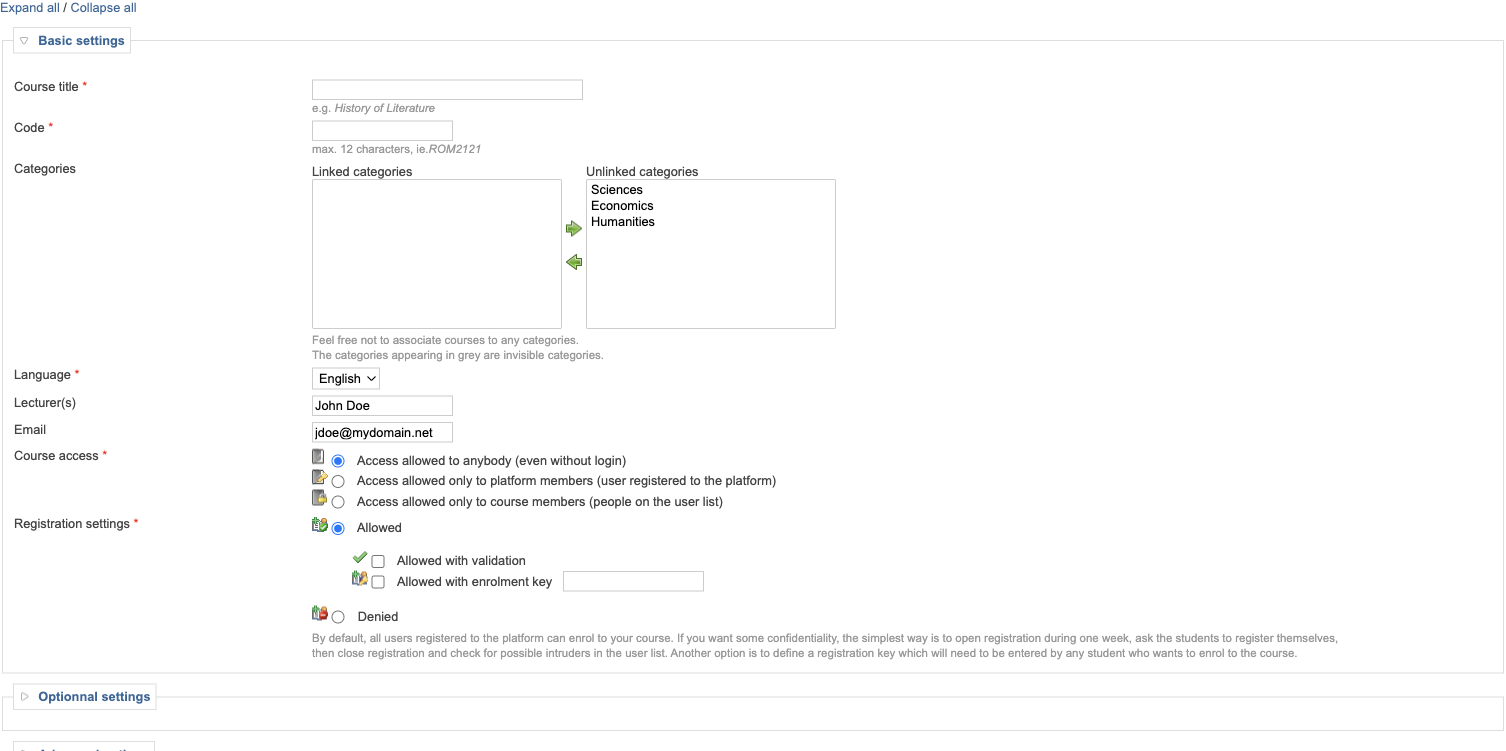 Expand all / Collapse all
Basic settings
Course title *
e.g. History of Literature
Code *
max. 12 characters, ie.ROM2121
Categories
Linked categories
Unlinked categories
Sciences
Economics
Humanities
Feel free not to associate courses to any categories.
The categories appearing in grey are invisible categories.
Language *
English
Lecturer(s)
John Doe
Email
jdoe@mydomain.net
Course access *
Access allowed to anybody (even without login)
Access allowed only to platform members (user registered to the platform)
Access allowed only to course members (people on the user list)
Registration settings *
Allowed
Allowed with validation
Allowed with enrolment key
Denied
By default, all users registered to the platform can enrol to your course. If you want some confidentiality, the simplest way is to open registration during one week, ask the students to register themselves,
then close registration and check for possible intruders in the user list. Another option is to define a registration key which will need to be entered by any student who wants to enrol to the course.
Optionnal settings